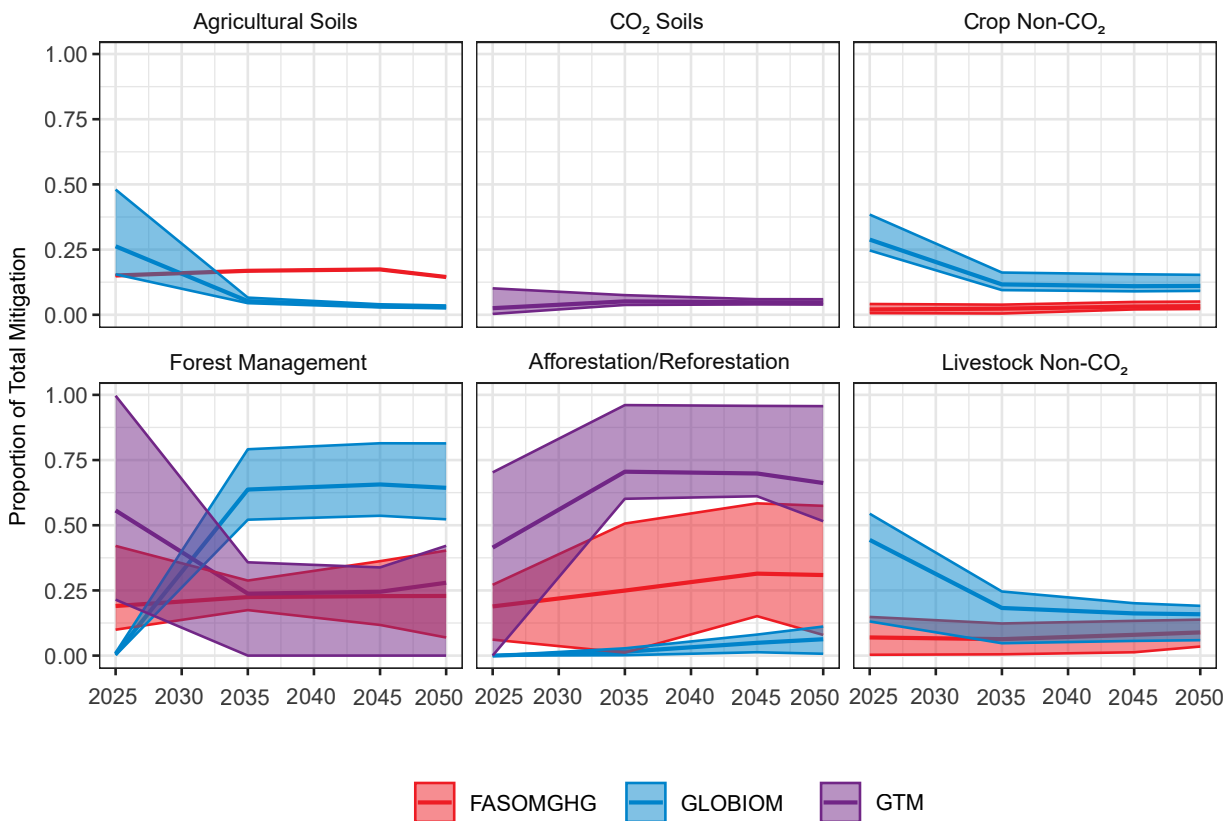 Agricultural Soils
CO₂ Soils
Crop Non-CO₂
1.00
0.75
0.50
0.25
0.00
Proportion of Total Mitigation
Forest Management
Afforestation/Reforestation
Livestock Non-CO₂
1.00
0.75
0.50
0.25
0.00
2025 2030 2035 2040 2045 2050
2025 2030 2035 2040 2045 2050
2025 2030 2035 2040 2045 2050
FASOMGHG
GLOBIOM
GTM